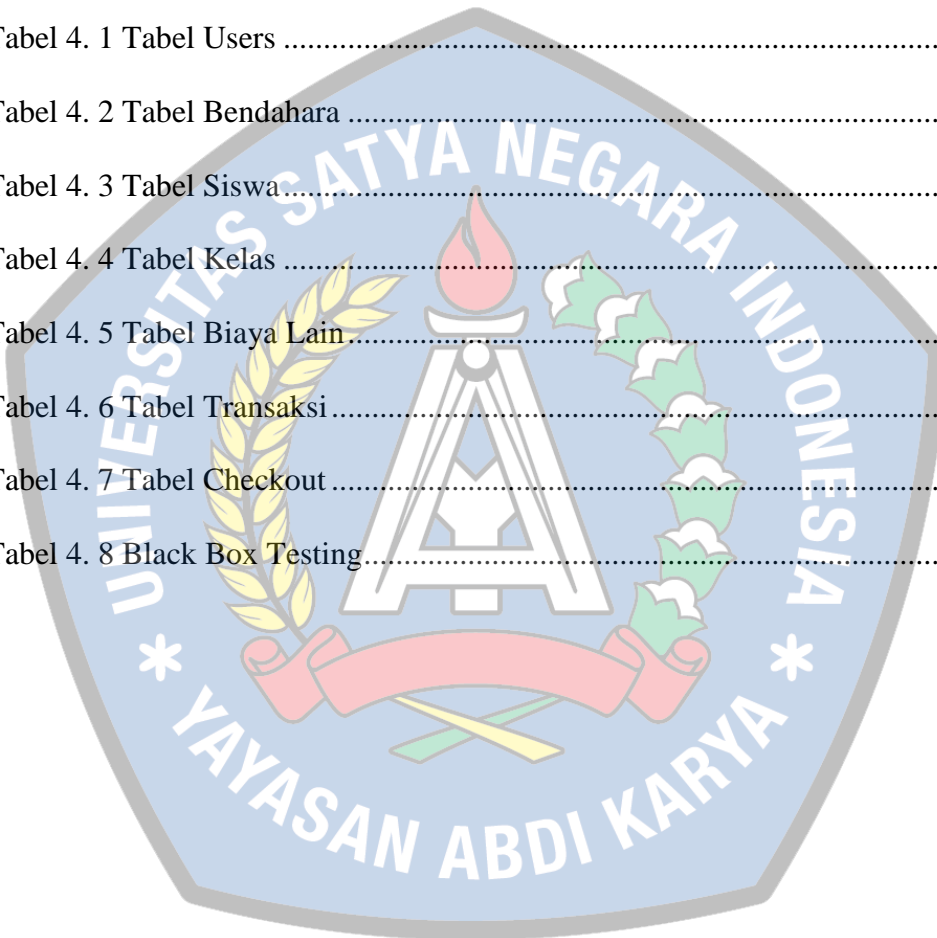 Tabel 4. 1 Tabel Users ....................................................................................
Tabel 4. 2 Tabel Bendahara ............................................................................
Tabel 4. 3 Tabel Siswa.....................................................................................
Tabel 4. 4 Tabel Kelas ....................................................................................
Tabel 4. 5 Tabel Biaya Lain............................................................................
Tabel 4. 6 Tabel Transaksi..............................................................................
Tabel 4. 7 Tabel Checkout ..............................................................................
Tabel 4. 8 Black Box Testing..........................................................................
UNIVERSITAS SATYA NEGARA INDONESIA
* YAYASAN ABDI KARYA *